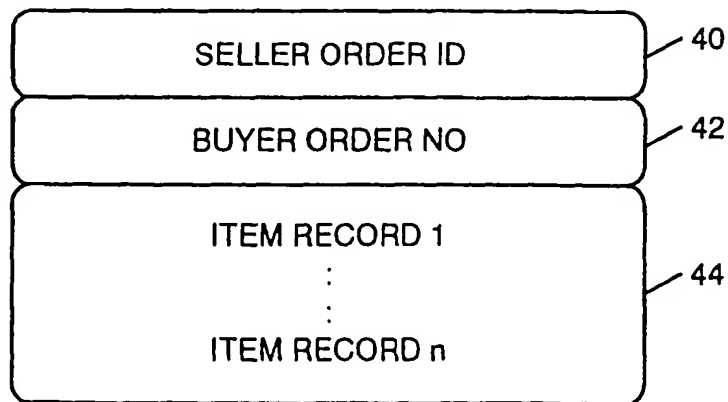 SELLER ORDER ID
40
BUYER ORDER NO
42
ITEM RECORD 1
44
ITEM RECORD n